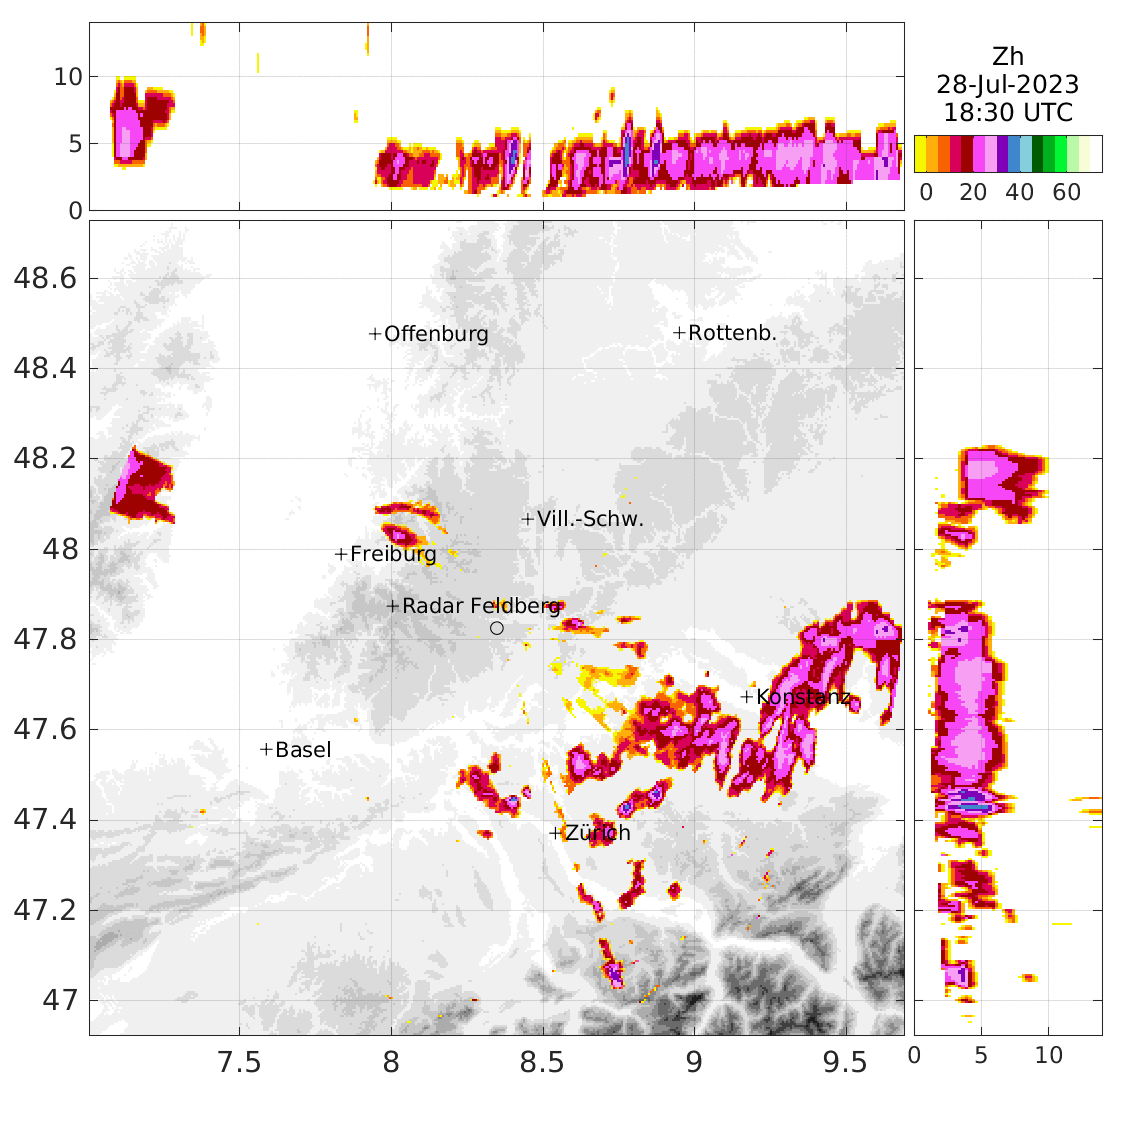 10
5
0
Zh
28-Jul-2023
18:30 UTC
0 20 40 60
48.6
48.4
48.2
48
47.8
47.6
47.4
47.2
47
+Offenburg
+Rottenb.
+Vill.-Schw.
+Freiburg
+Radar Feldberg
+Konstanz
+Basel
+Zürich
7.5 8 8.5 9 9.5
0 5 10